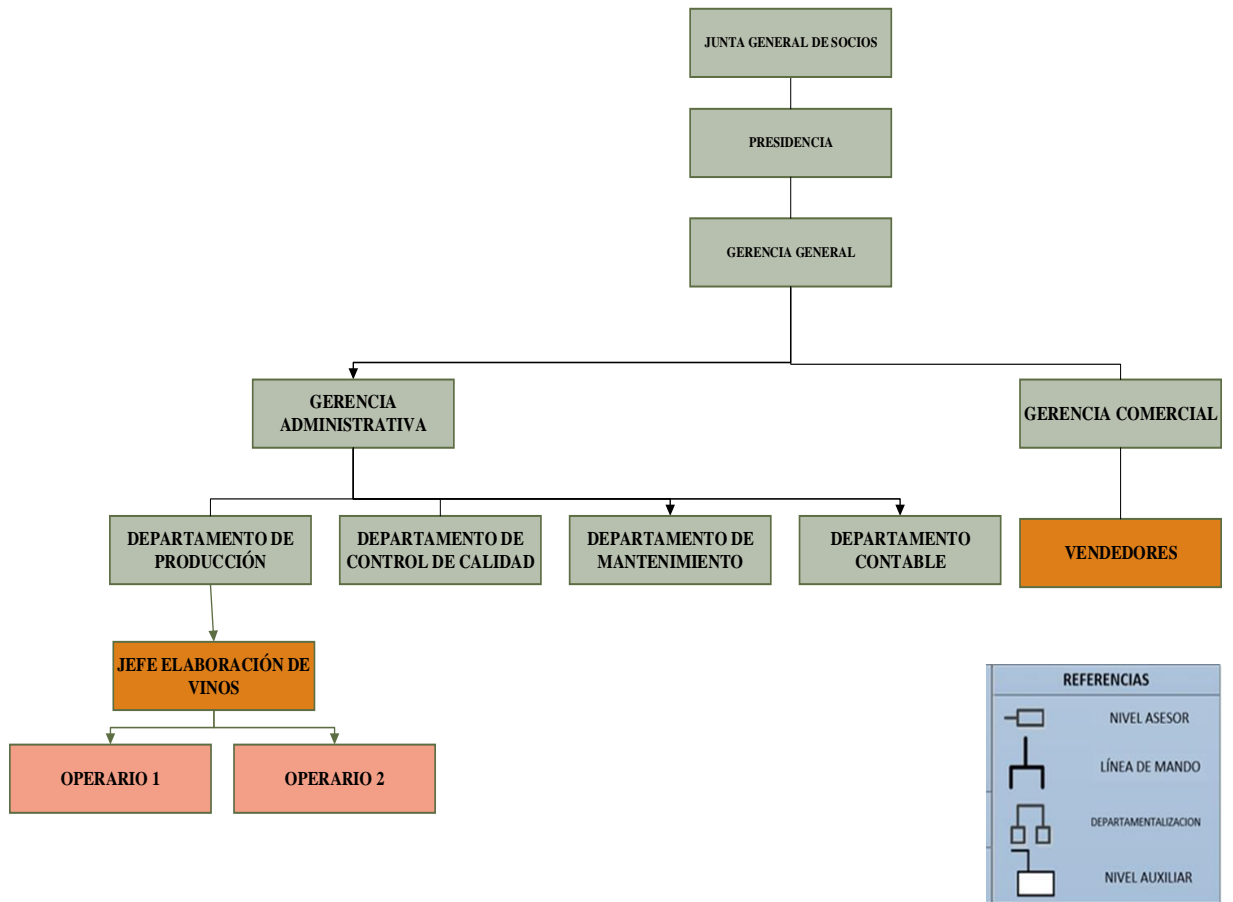 JUNTA GENERAL DE SOCIOS
PRESIDENCIA
GERENCIA GENERAL
GERENCIA
ADMINISTRATIVA
GERENCIA COMERCIAL
DEPARTAMENTO DE
PRODUCCIÓN
DEPARTAMENTO DE
CONTROL DE CALIDAD
DEPARTAMENTO DE
MANTENIMIENTO
DEPARTAMENTO
CONTABLE
VENDEDORES
JEFE ELABORACIÓN DE
VINOS
OPERARIO 1
OPERARIO 2
REFERENCIAS
NIVEL ASESOR
LÍNEA DE MANDO
DEPARTAMENTALIZACION
NIVEL AUXILIAR